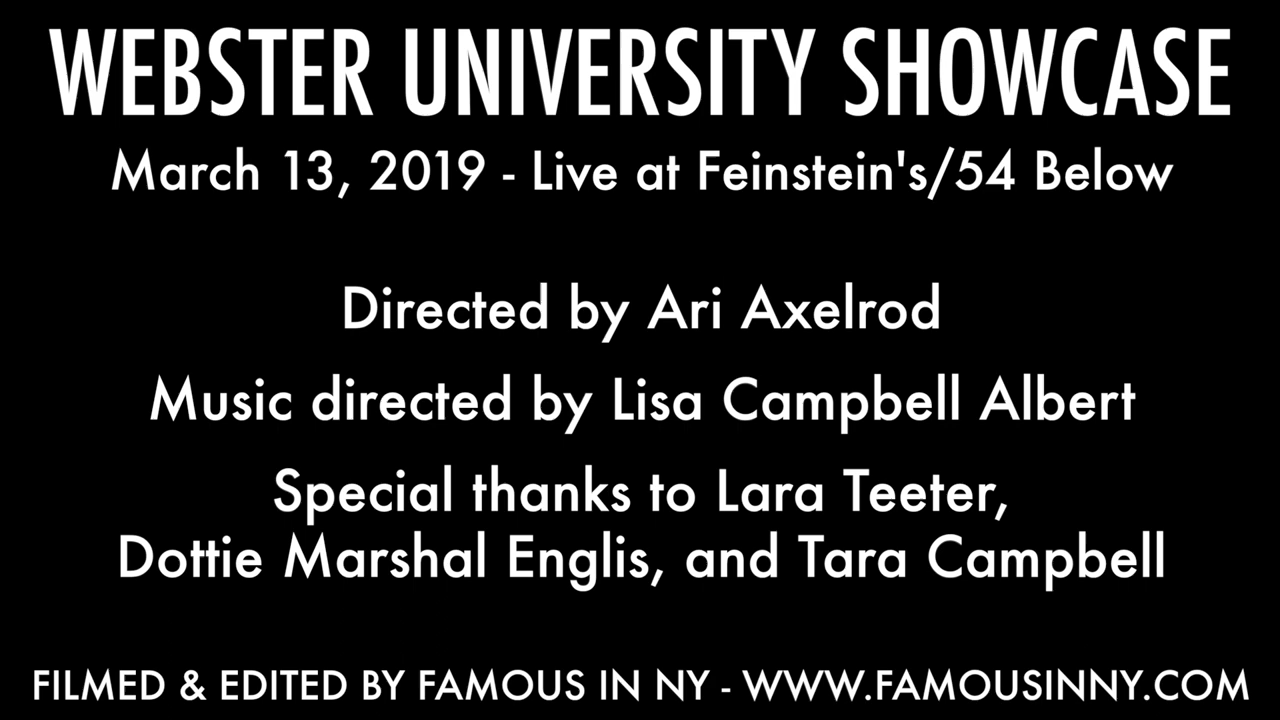 WEBSTER UNIVERSITY SHOWCASE
March 13, 2019 - Live at Feinstein's/54 Below
Directed by Ari Axelrod
Music directed by Lisa Campbell Albert
Special thanks to Lara Teeter,
Dottie Marshal Englis, and Tara Campbell
FILMED & EDITED BY FAMOUS IN NY - WWW.FAMOUSINNY.COM